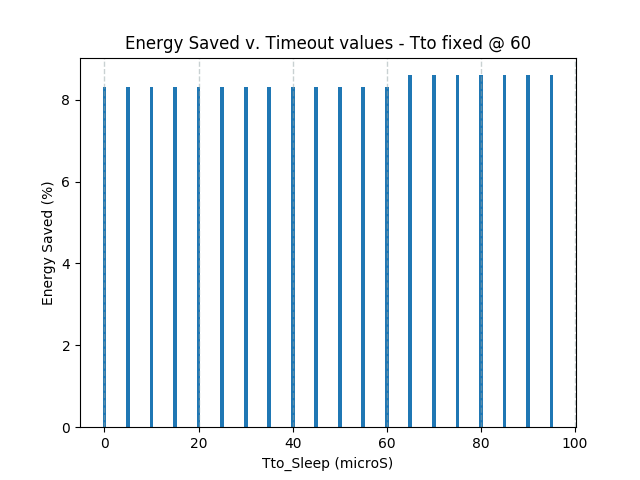 Energy Saved v. Timeout values - Tto fixed @ 60
8
6
4
2
0
Energy Saved (%)
0 20 40 60 80 100
Tto_Sleep (microS)